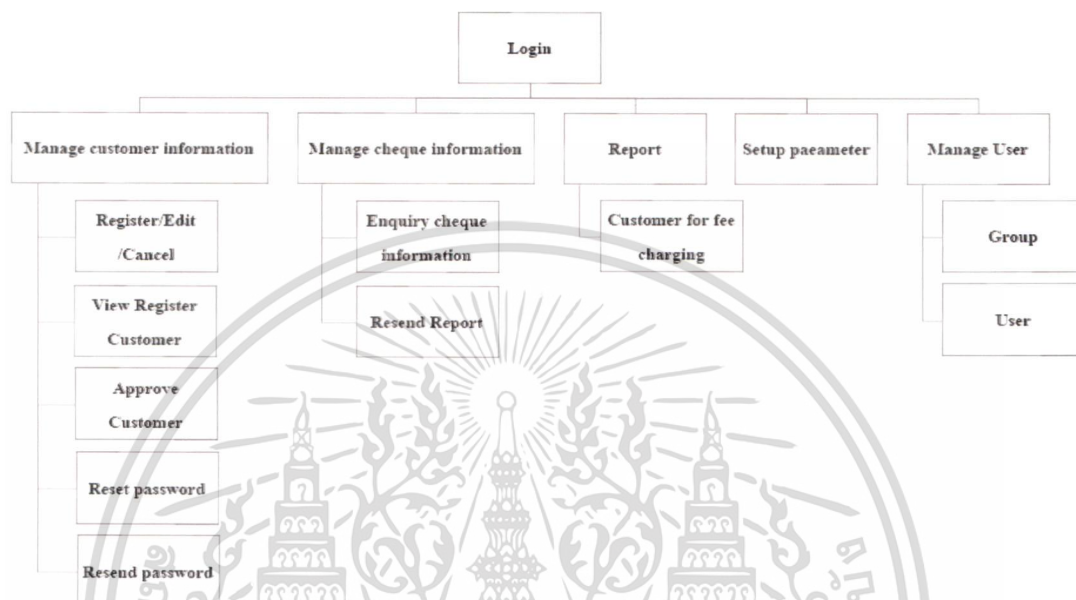 Login
Manage customer information
Manage cheque information
Report
Setup paeameter
Manage User
Register/Edit
/Cancel
View Register
Customer
Approve
Customer
Reset password
Resend password
Enquiry cheque
information
Resend Report
Customer for fee
charging
Group
User